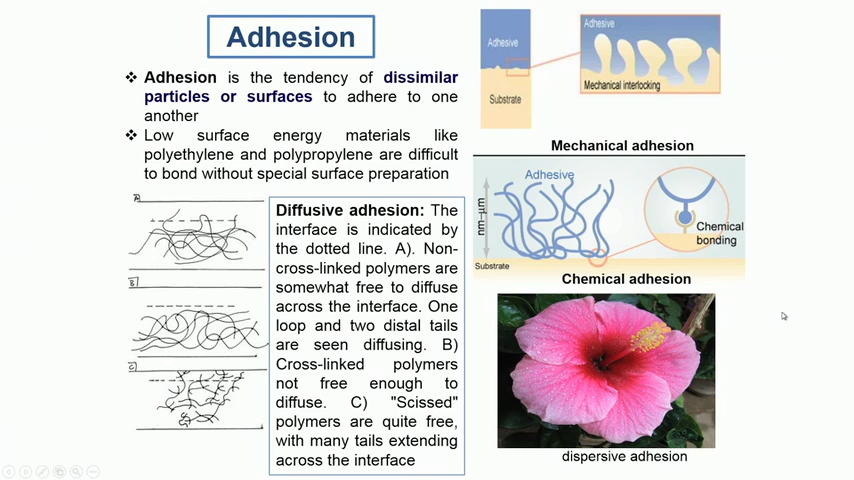 Adhesion
❖ Adhesion is the tendency of dissimilar
particles or surfaces to adhere to one
another
❖ Low surface energy materials like
polyethylene and polypropylene are difficult
to bond without special surface preparation
A)
B)
C)
Diffusive adhesion: The
interface is indicated by
the dotted line. A). Non-
cross-linked polymers are
somewhat free to diffuse
across the interface. One
loop and two distal tails
are seen diffusing. B)
Cross-linked polymers
not free enough to
diffuse. C) "Scissed"
polymers are quite free,
with many tails extending
across the interface
Adhesive
Substrate
Adhesive
Mechanical interlocking
Mechanical adhesion
Adhesive
nm-µm
Chemical
bonding
Substrate
Chemical adhesion
dispersive adhesion